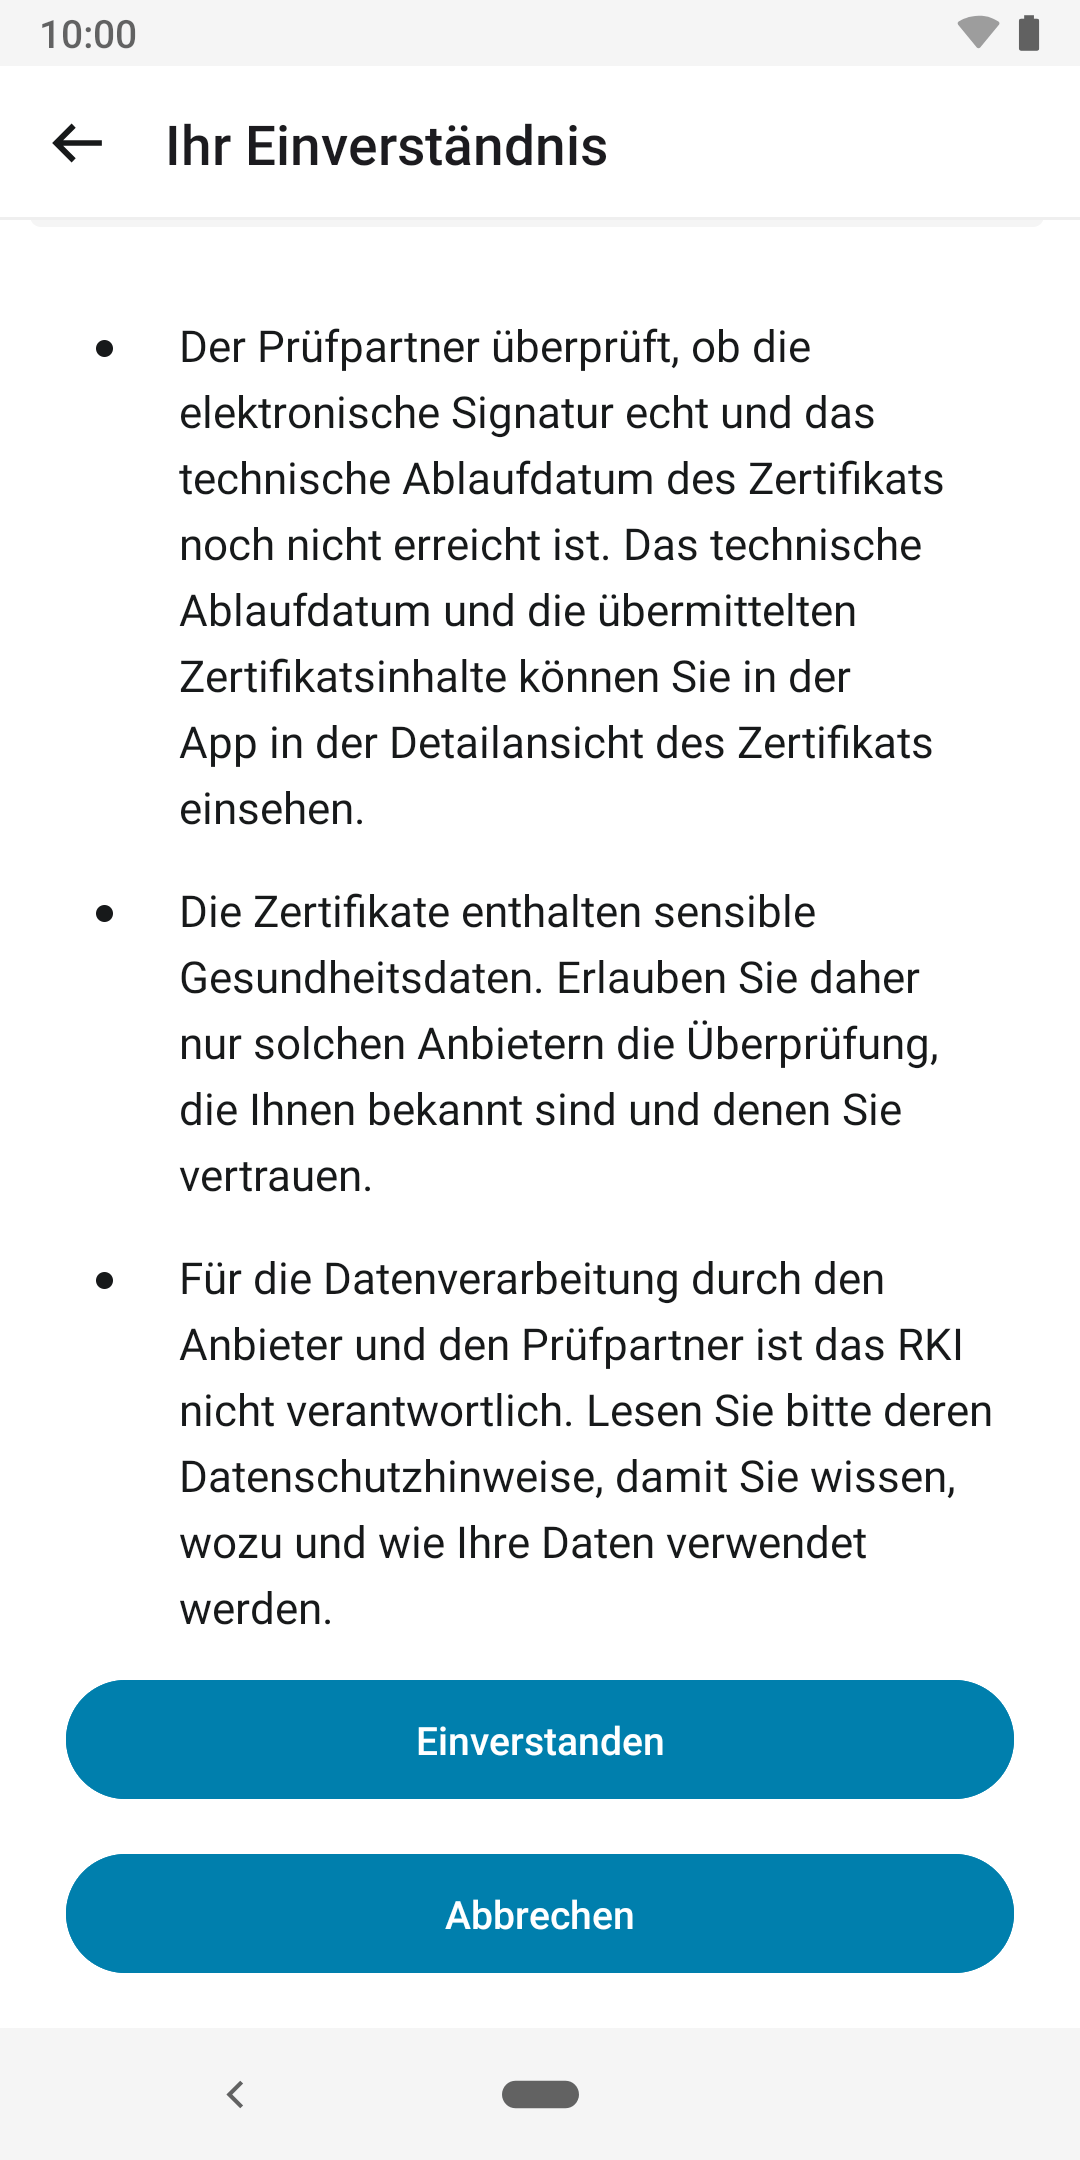 10:00
Ihr Einverständnis
• Der Prüfpartner überprüft, ob die
elektronische Signatur echt und das
technische Ablaufdatum des Zertifikats
noch nicht erreicht ist. Das technische
Ablaufdatum und die übermittelten
Zertifikatsinhalte können Sie in der
App in der Detailansicht des Zertifikats
einsehen.
• Die Zertifikate enthalten sensible
Gesundheitsdaten. Erlauben Sie daher
nur solchen Anbietern die Überprüfung,
die Ihnen bekannt sind und denen Sie
vertrauen.
• Für die Datenverarbeitung durch den
Anbieter und den Prüfpartner ist das RKI
nicht verantwortlich. Lesen Sie bitte deren
Datenschutzhinweise, damit Sie wissen,
wozu und wie Ihre Daten verwendet
werden.
Einverstanden
Abbrechen